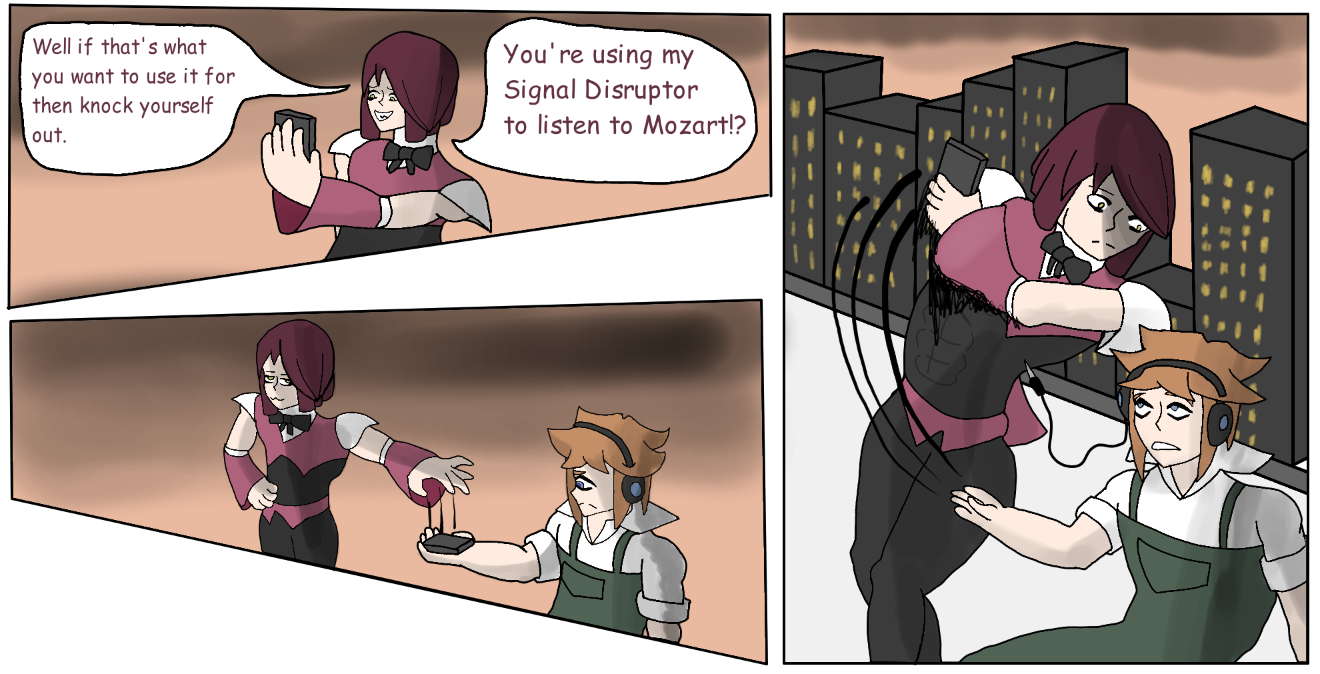 Well if that's what
you want to use it for
then knock yourself
out.
You're using my
Signal Disruptor
to listen to Mozart!?